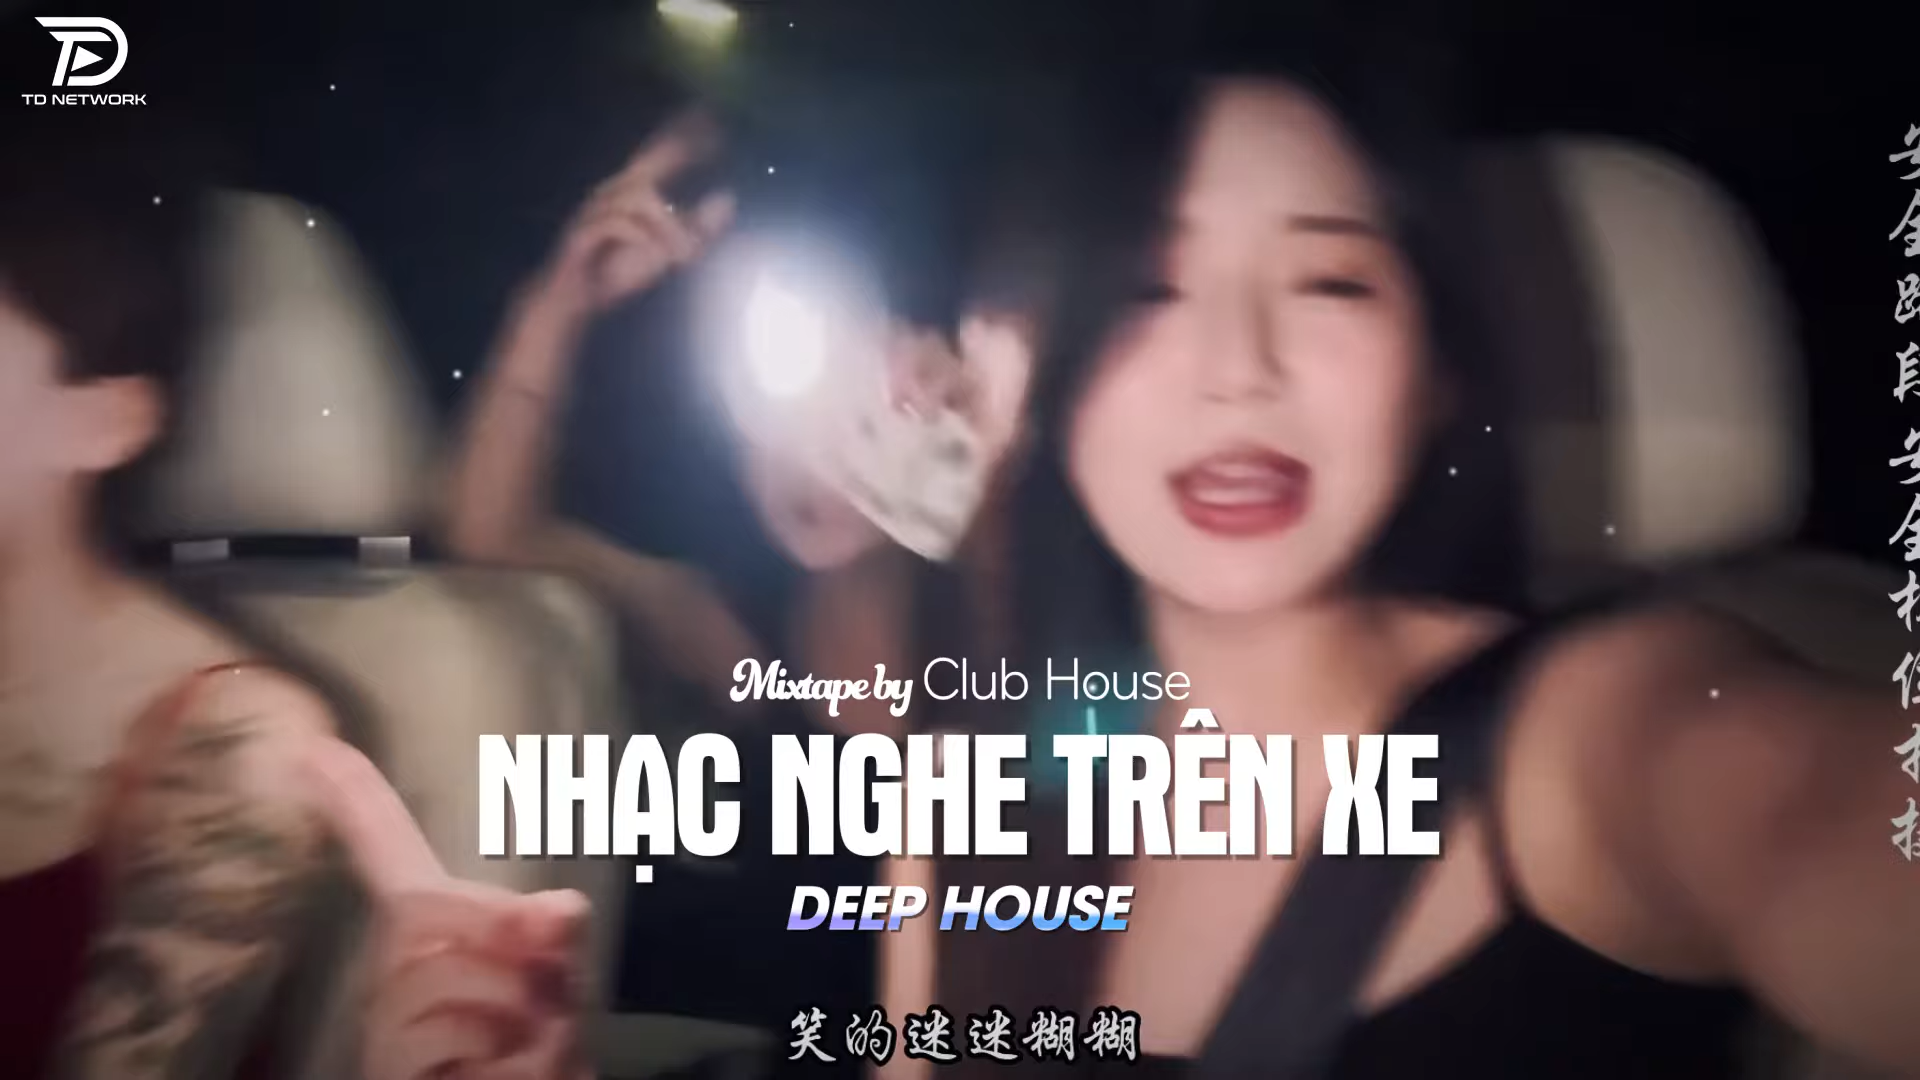 TD NETWORK
Mixtape by Club House
NHẠC NGHE TRÊN XE
DEEP HOUSE
笑的迷迷糊糊